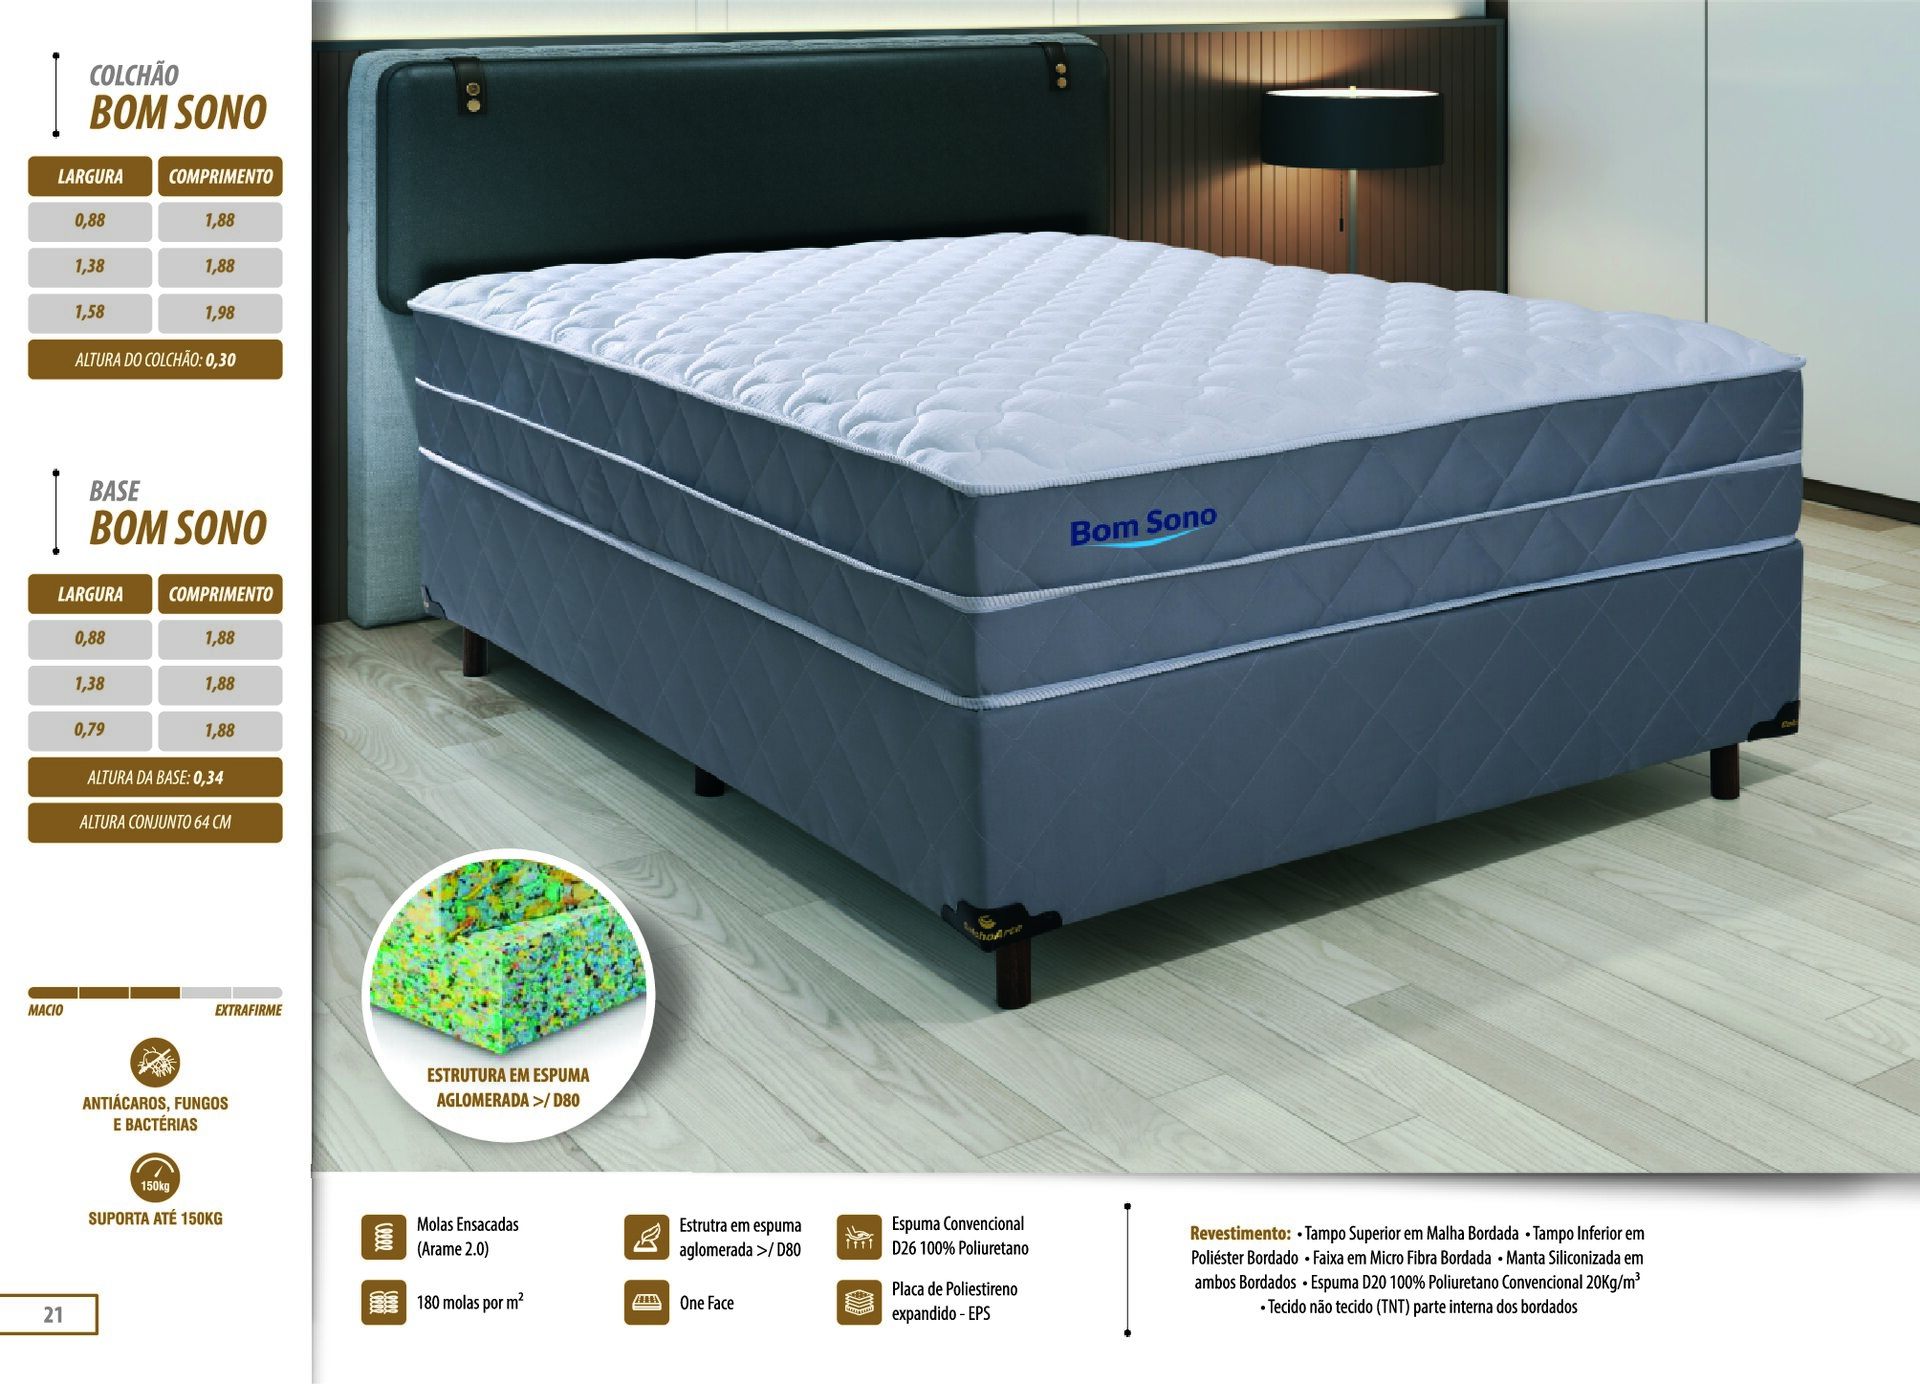 COLCHÃO
BOM SONO
LARGURA COMPRIMENTO
0,88 1,88
1,38 1,88
1,58 1,98
ALTURA DO COLCHÃO: 0,30
BASE
BOM SONO
LARGURA COMPRIMENTO
0,88 1,88
1,38 1,88
0,79 1,88
ALTURA DA BASE: 0,34
ALTURA CONJUNTO 64 CM
MACIO EXTRAFIRME
ANTIÁCAROS, FUNGOS
E BACTÉRIAS
150kg
SUPORTA ATÉ 150KG
21
Bom Sono
ColchoArte
ESTRUTURA EM ESPUMA
AGLOMERADA >/ D80
Molas Ensacadas
(Arame 2.0)
180 molas por m²
Estrutra em espuma
aglomerada >/ D80
One Face
Espuma Convencional
D26 100% Poliuretano
Placa de Poliestireno
expandido - EPS
Revestimento: • Tampo Superior em Malha Bordada • Tampo Inferior em
Poliéster Bordado • Faixa em Micro Fibra Bordada • Manta Siliconizada em
ambos Bordados • Espuma D20 100% Poliuretano Convencional 20Kg/m³
• Tecido não tecido (TNT) parte interna dos bordados